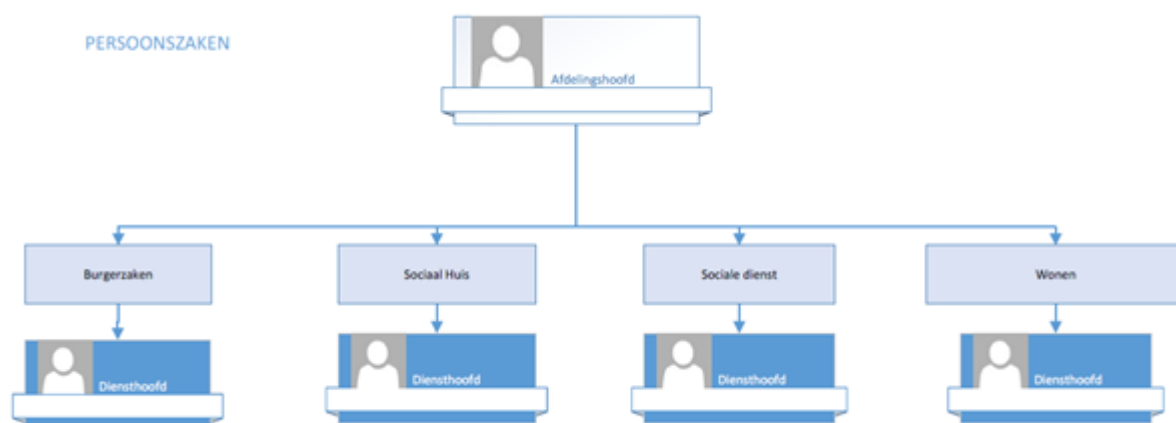 PERSOONSZAKEN
Afdelingshoofd
Burgerzaken
Sociaal Huis
Sociale dienst
Wonen
Diensthoofd
Diensthoofd
Diensthoofd
Diensthoofd